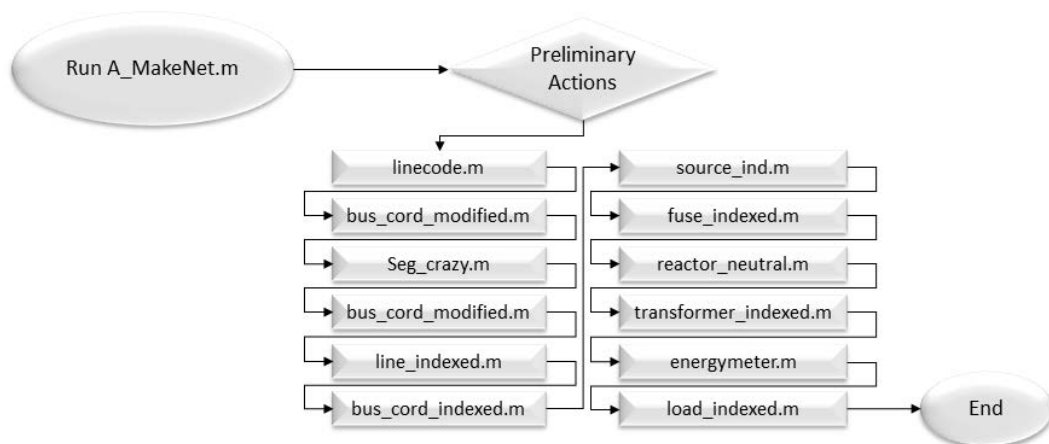 Run A_MakeNet.m
Preliminary
Actions
linecode.m
bus_cord_modified.m
Seg_crazy.m
bus_cord_modified.m
line_indexed.m
bus_cord_indexed.m
source_ind.m
fuse_indexed.m
reactor_neutral.m
transformer_indexed.m
energymeter.m
load_indexed.m
End